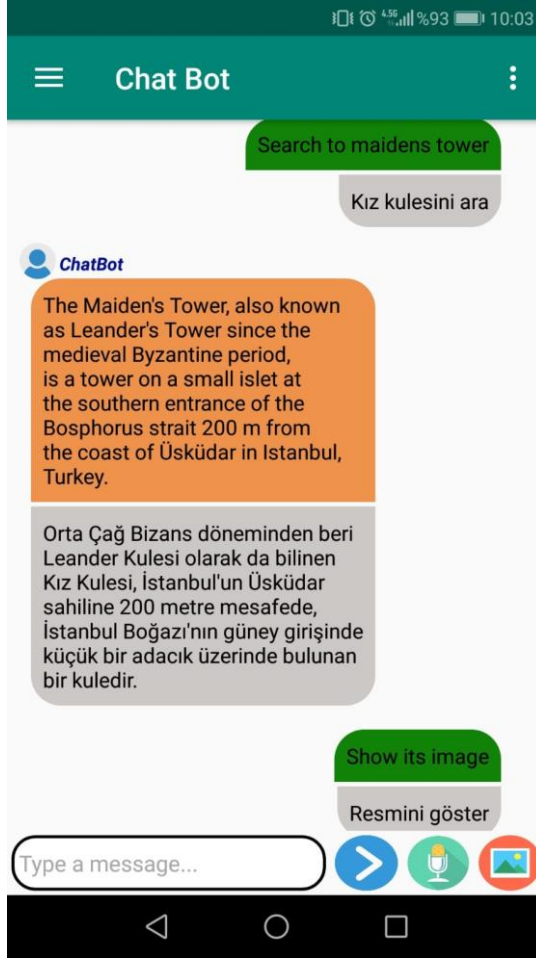 4.5G %93 10:03
Chat Bot
Search to maidens tower
Kız kulesini ara
ChatBot
The Maiden's Tower, also known
as Leander's Tower since the
medieval Byzantine period,
is a tower on a small islet at
the southern entrance of the
Bosphorus strait 200 m from
the coast of Üsküdar in Istanbul,
Turkey.
Orta Çağ Bizans döneminden beri
Leander Kulesi olarak da bilinen
Kız Kulesi, İstanbul'un Üsküdar
sahiline 200 metre mesafede,
İstanbul Boğazı'nın güney girişinde
küçük bir adacık üzerinde bulunan
bir kuledir.
Show its image
Resmini göster
Type a message...